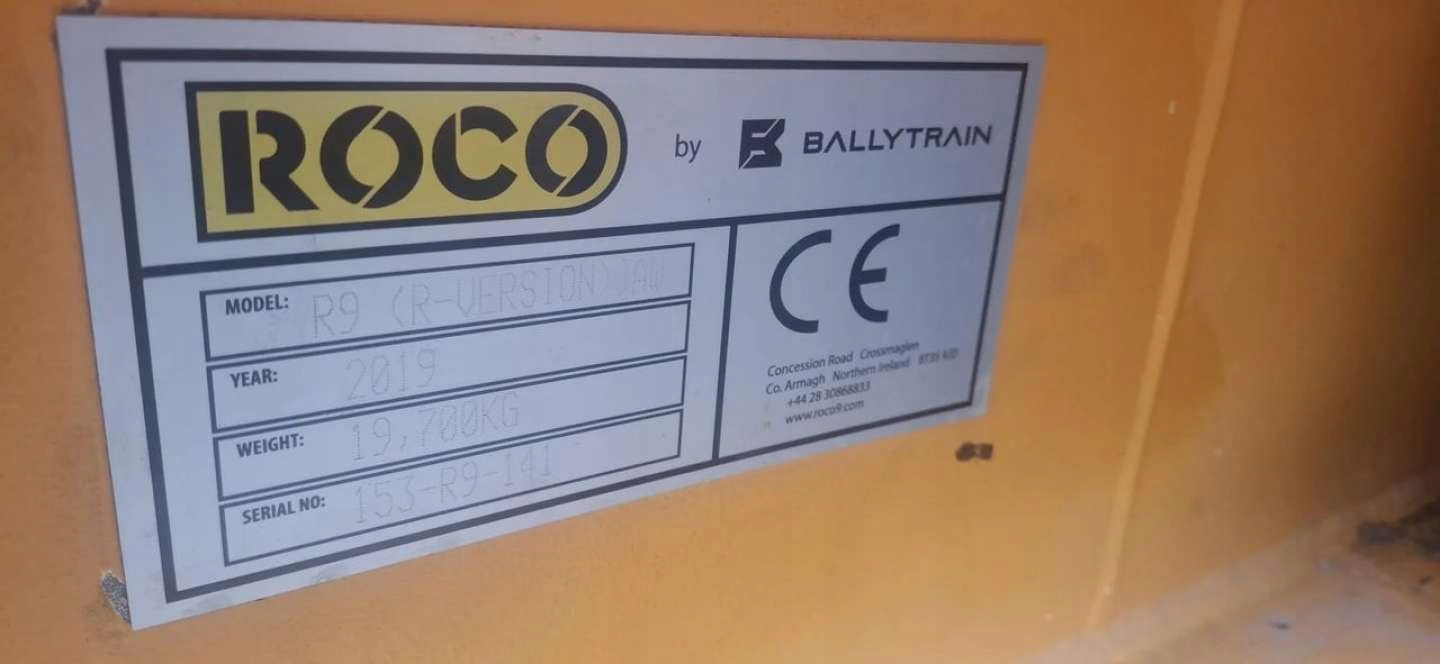 ROCO by BALLYTRAIN
MODEL: R9 (R-VERSION) JAW
YEAR: 2019
WEIGHT: 19,700KG
SERIAL NO: 153-R9-141
CE
Concession Road Crossmaglen
Co. Armagh Northern Ireland BT35
+44 28 30868833
www.roco9.com